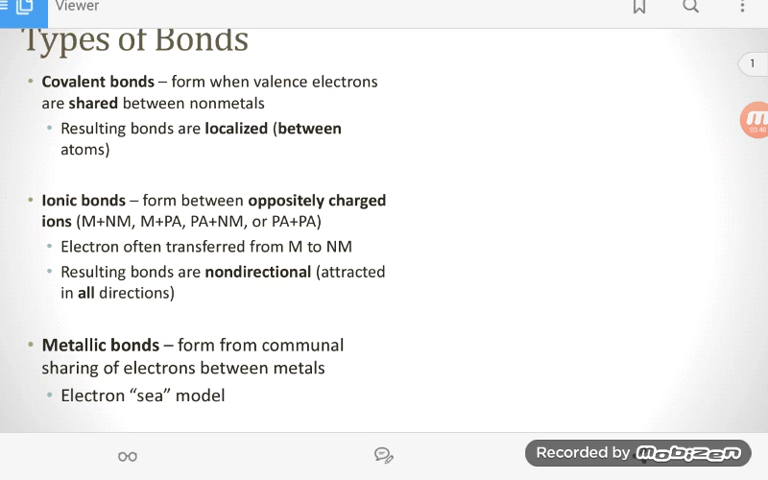 Viewer
Types of Bonds
1
• Covalent bonds – form when valence electrons
are shared between nonmetals
03:46
• Resulting bonds are localized (between
atoms)
• Ionic bonds – form between oppositely charged
ions (M+NM, M+PA, PA+NM, or PA+PA)
• Electron often transferred from M to NM
• Resulting bonds are nondirectional (attracted
in all directions)
• Metallic bonds – form from communal
sharing of electrons between metals
• Electron “sea” model
Recorded by mobizen